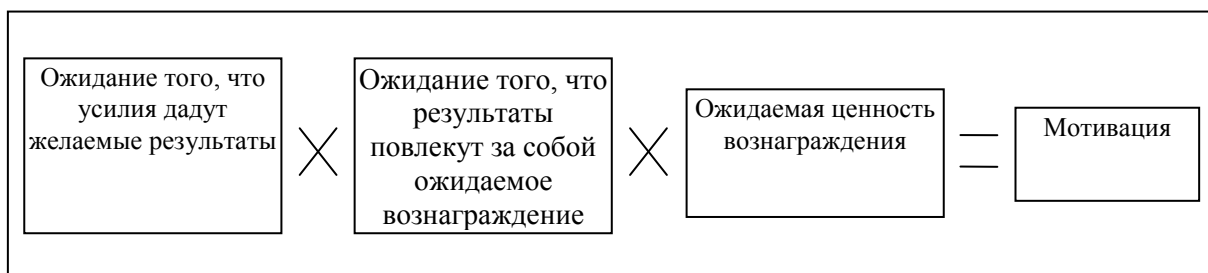 Ожидание того, что
усилия дадут
желаемые результаты
Ожидание того, что
результаты
повлекут за собой
ожидаемое
вознаграждение
Ожидаемая ценность
вознаграждения
Мотивация